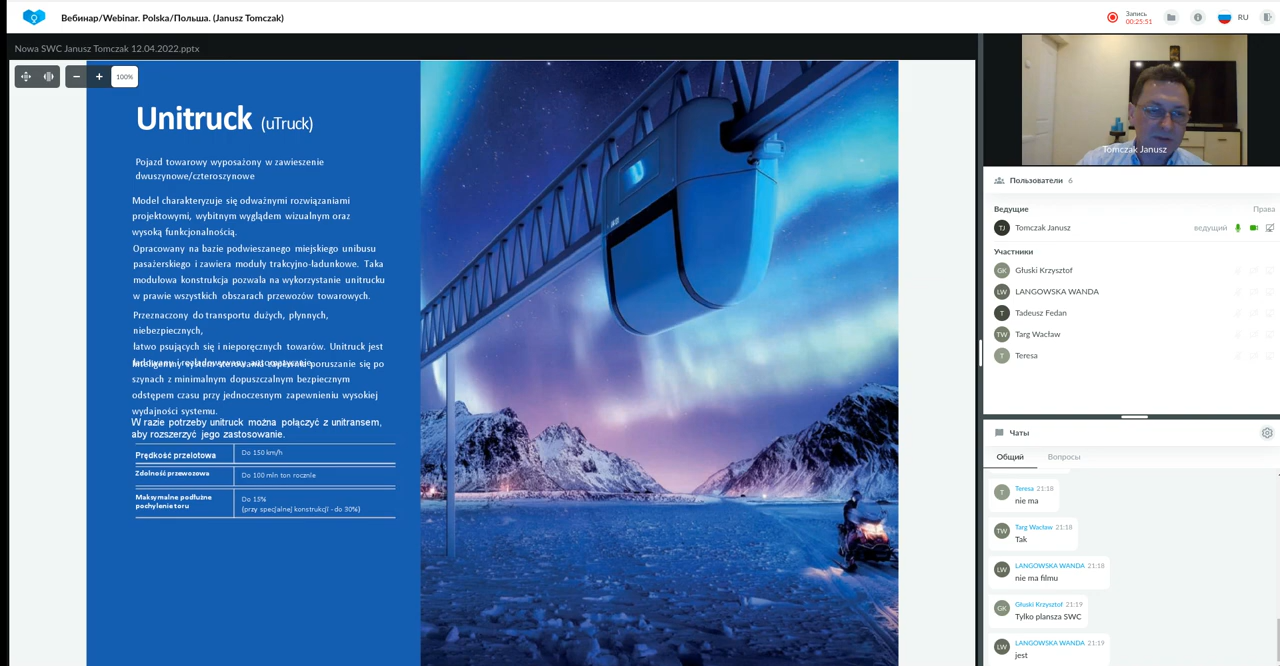 Вебинар/Webinar. Polska/Польша. (Janusz Tomczak)
Запись
00:25:51
RU
Nowa SWC Janusz Tomczak 12.04.2022.pptx
100%
Unitruck (uTruck)
Pojazd towarowy wyposażony w zawieszenie
dwuszynowe/czteroszynowe
Model charakteryzuje się odważnymi rozwiązaniami
projektowymi, wybitnym wyglądem wizualnym oraz
wysoką funkcjonalnością.
Opracowany na bazie podwieszanego miejskiego unibusu
pasażerskiego i zawiera moduły trakcyjno-ładunkowe. Taka
modułowa konstrukcja pozwala na wykorzystanie unitrucku
w prawie wszystkich obszarach przewozów towarowych.
Przeznaczony do transportu dużych, płynnych,
niebezpiecznych,
łatwo psujących się i nieporęcznych towarów. Unitruck jest
poruszanie się po
szynach z minimalnym dopuszczalnym bezpiecznym
odstępem czasu przy jednoczesnym zapewnieniu wysokiej
wydajności systemu.
W razie potrzeby unitruck można połączyć z unitransem,
aby rozszerzyć jego zastosowanie.
Prędkość przelotowa
Do 150 km/h
Zdolność przewozowa
Do 100 mln ton rocznie
Maksymalne podłużne
pochylenie toru
Do 15%
(przy specjalnej konstrukcji - do 30%)
Tomczak Janusz
Пользователи 6
Ведущие
Права
TJ
Tomczak Janusz
ведущий
Участники
GK
Głuski Krzysztof
LW
LANGOWSKA WANDA
TF
Tadeusz Fedan
TW
Targ Wacław
T
Teresa
Чаты
Общий
Вопросы
T
Teresa 21:18
nie ma
TW
Targ Wacław 21:18
Tak
LW
LANGOWSKA WANDA 21:18
nie ma filmu
GK
Głuski Krzysztof 21:19
Tylko plansza SWC
LW
LANGOWSKA WANDA 21:19
jest